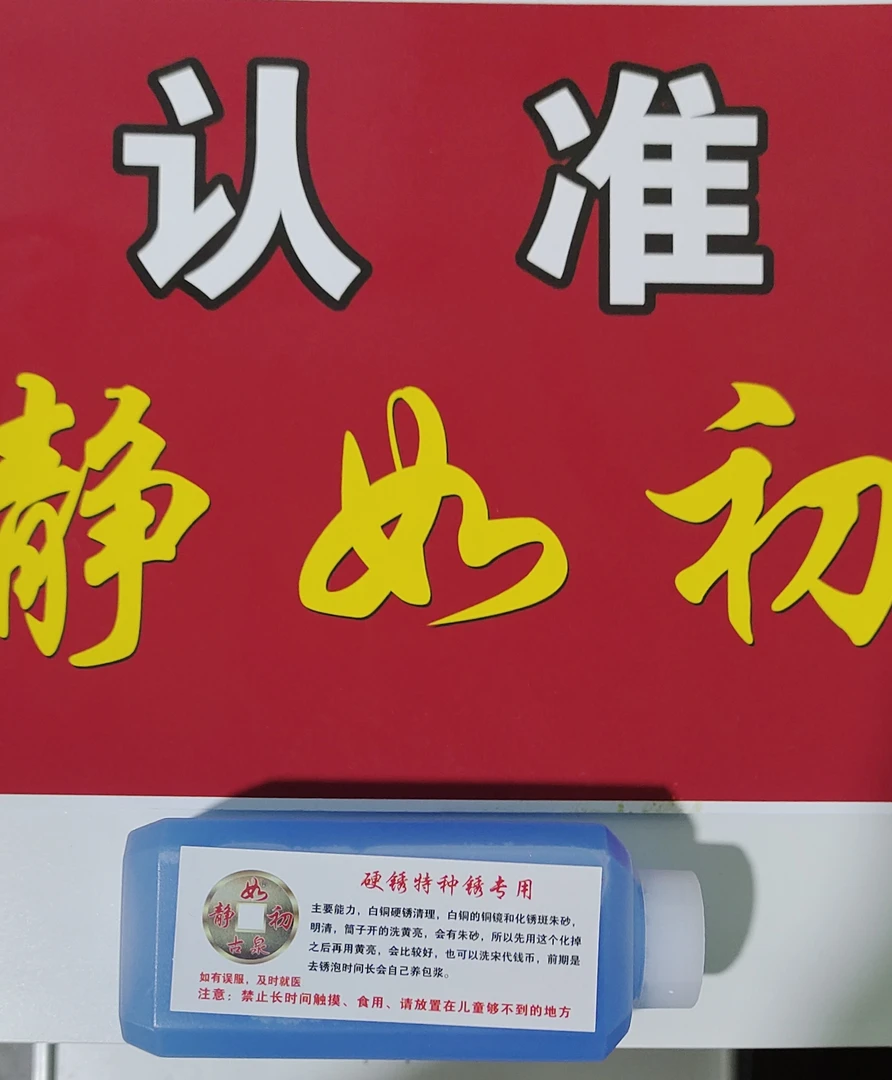 认准
静如初
硬锈特种锈专用
如
静 初
古泉
主要能力，白铜硬锈清理，白铜的铜镜和化锈斑朱砂，
明清，筒子开的洗黄亮，会有朱砂，所以先用这个化掉
之后再用黄亮，会比较好，也可以洗宋代钱币，前期是
去锈泡时间长会自己养包浆。
如有误服，及时就医
注意：禁止长时间触摸、食用、请放置在儿童够不到的地方